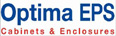 Optima EPS
Cabinets & Enclosures